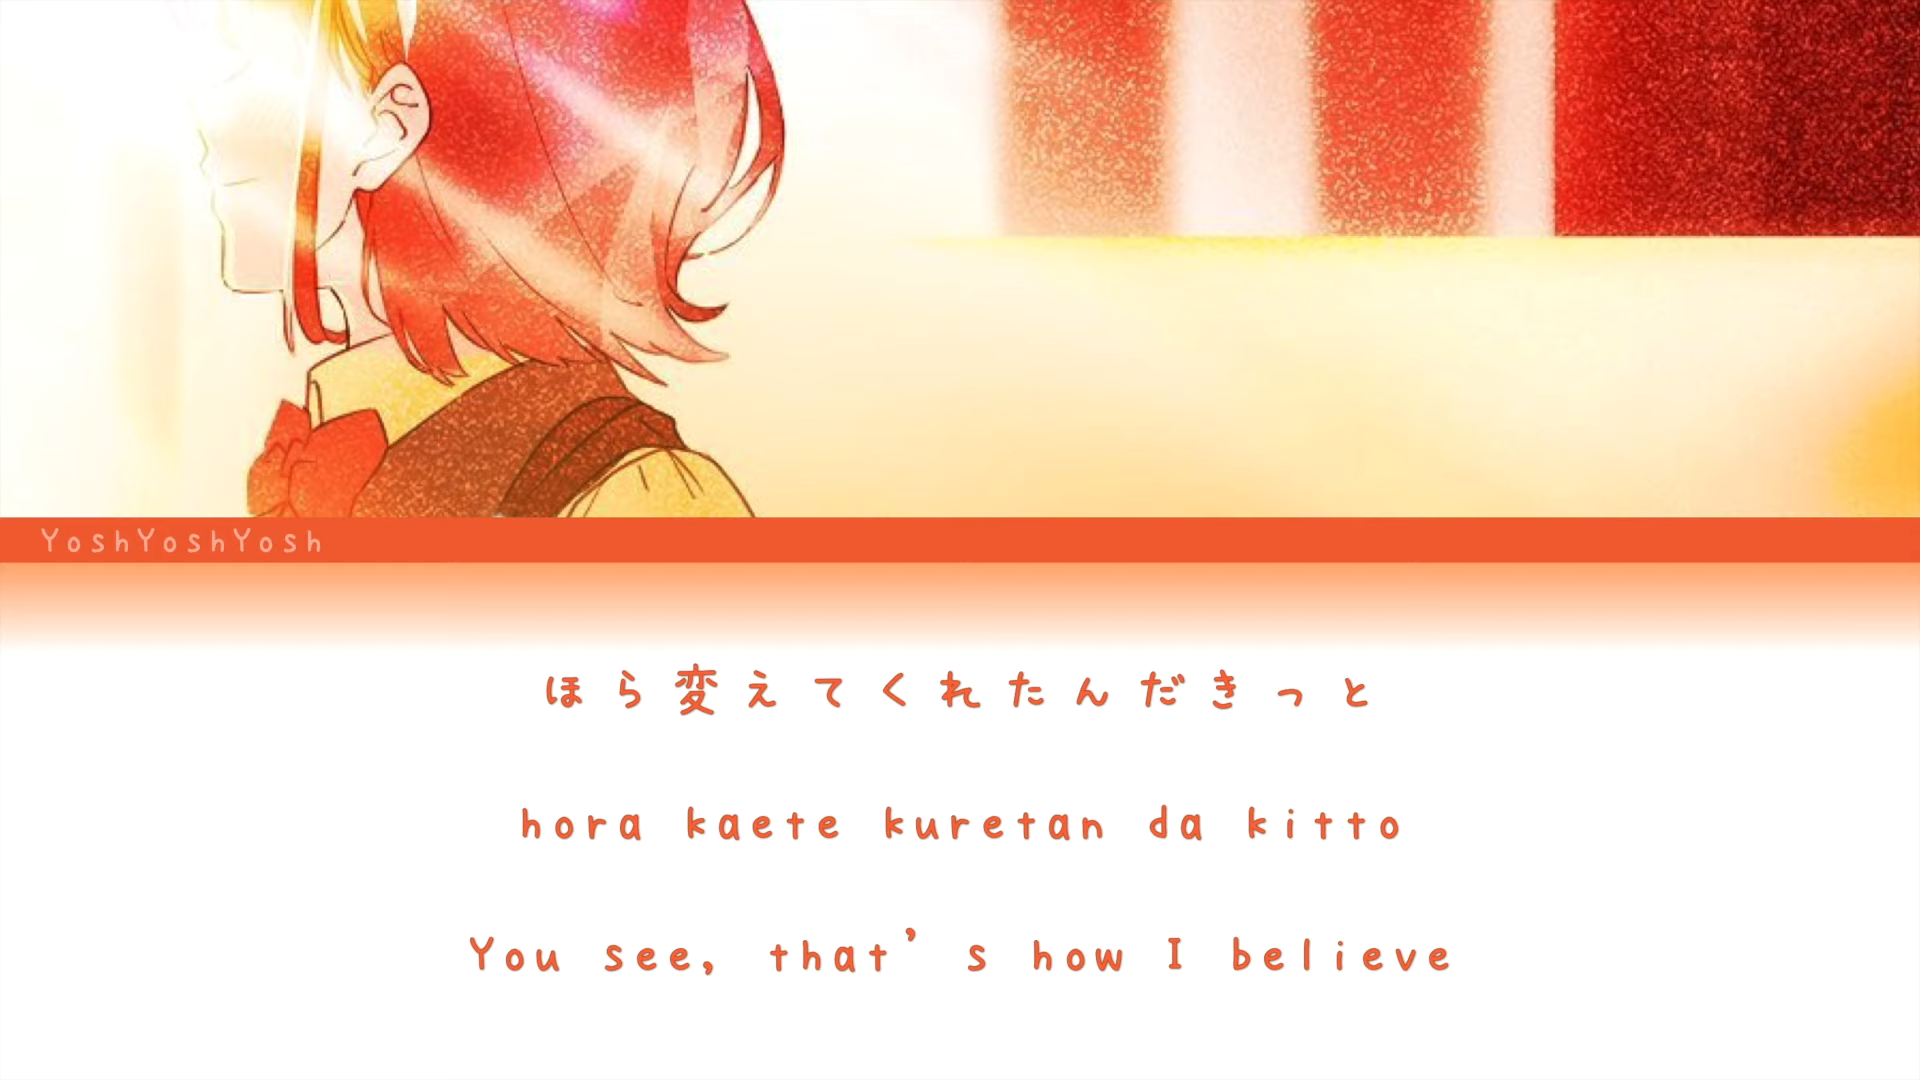 YoshYoshYosh
ほら変えてくれたんだきっと
hora kaete kuretan da kitto
You see, that’s how I believe